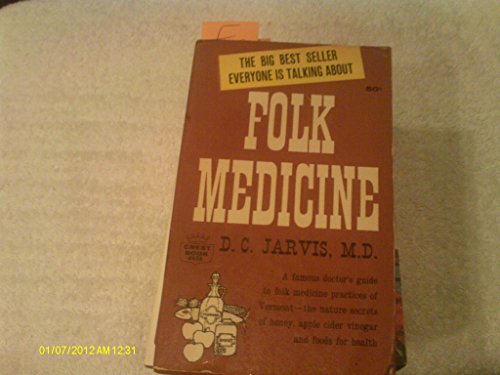 E
THE BIG BEST SELLER
EVERYONE IS TALKING ABOUT
50¢
FOLK
MEDICINE
D. C. JARVIS, M.D.
CREST
BOOK
A famous doctor's guide
to folk medicine practices of
Vermont—the nature secrets
of honey, apple cider vinegar
and foods for health
01/07/2012 AM 12:31